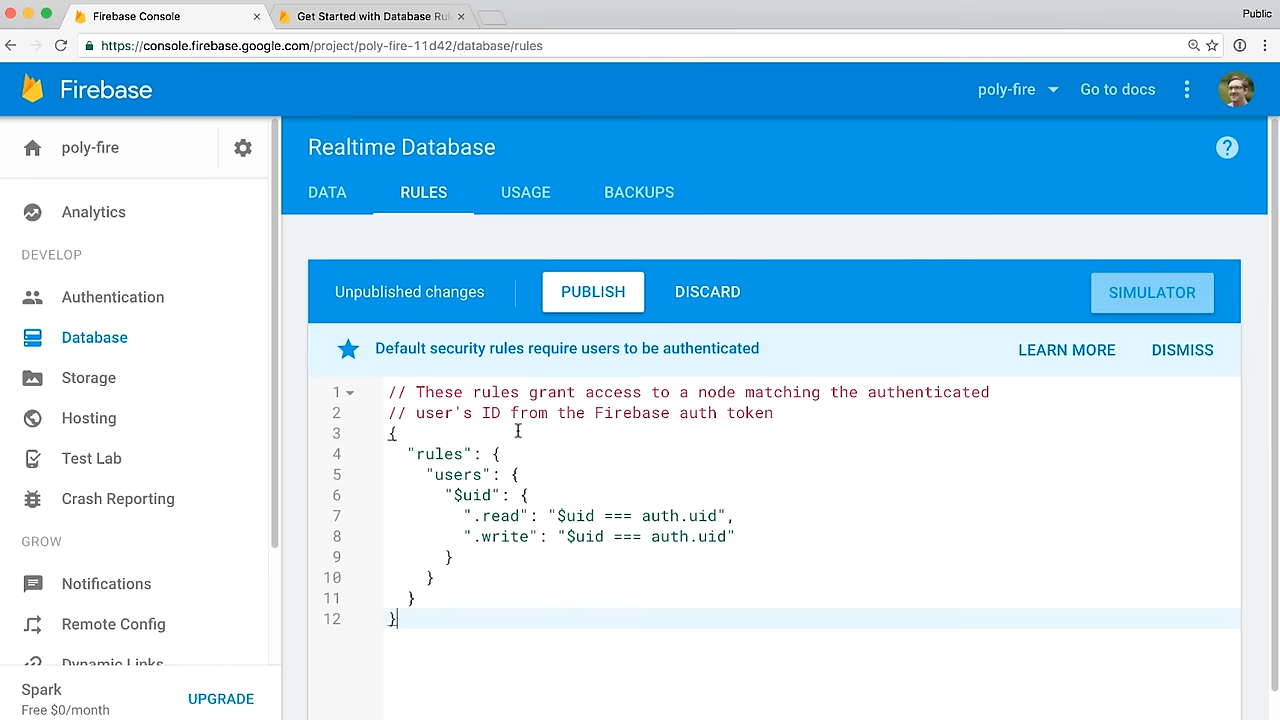 Firebase Console
Get Started with Database Rul
Public
https://console.firebase.google.com/project/poly-fire-11d42/database/rules
Firebase
poly-fire
Go to docs
poly-fire
Analytics
DEVELOP
Authentication
Database
Storage
Hosting
Test Lab
Crash Reporting
GROW
Notifications
Remote Config
Dynamic Links
Spark
Free $0/month
UPGRADE
Realtime Database
?
DATA RULES USAGE BACKUPS
Unpublished changes PUBLISH DISCARD SIMULATOR
Default security rules require users to be authenticated LEARN MORE DISMISS
1 // These rules grant access to a node matching the authenticated
2 // user's ID from the Firebase auth token
3 {
4 "rules": {
5 "users": {
6 "$uid": {
7 ".read": "$uid === auth.uid",
8 ".write": "$uid === auth.uid"
9 }
10 }
11 }
12 }